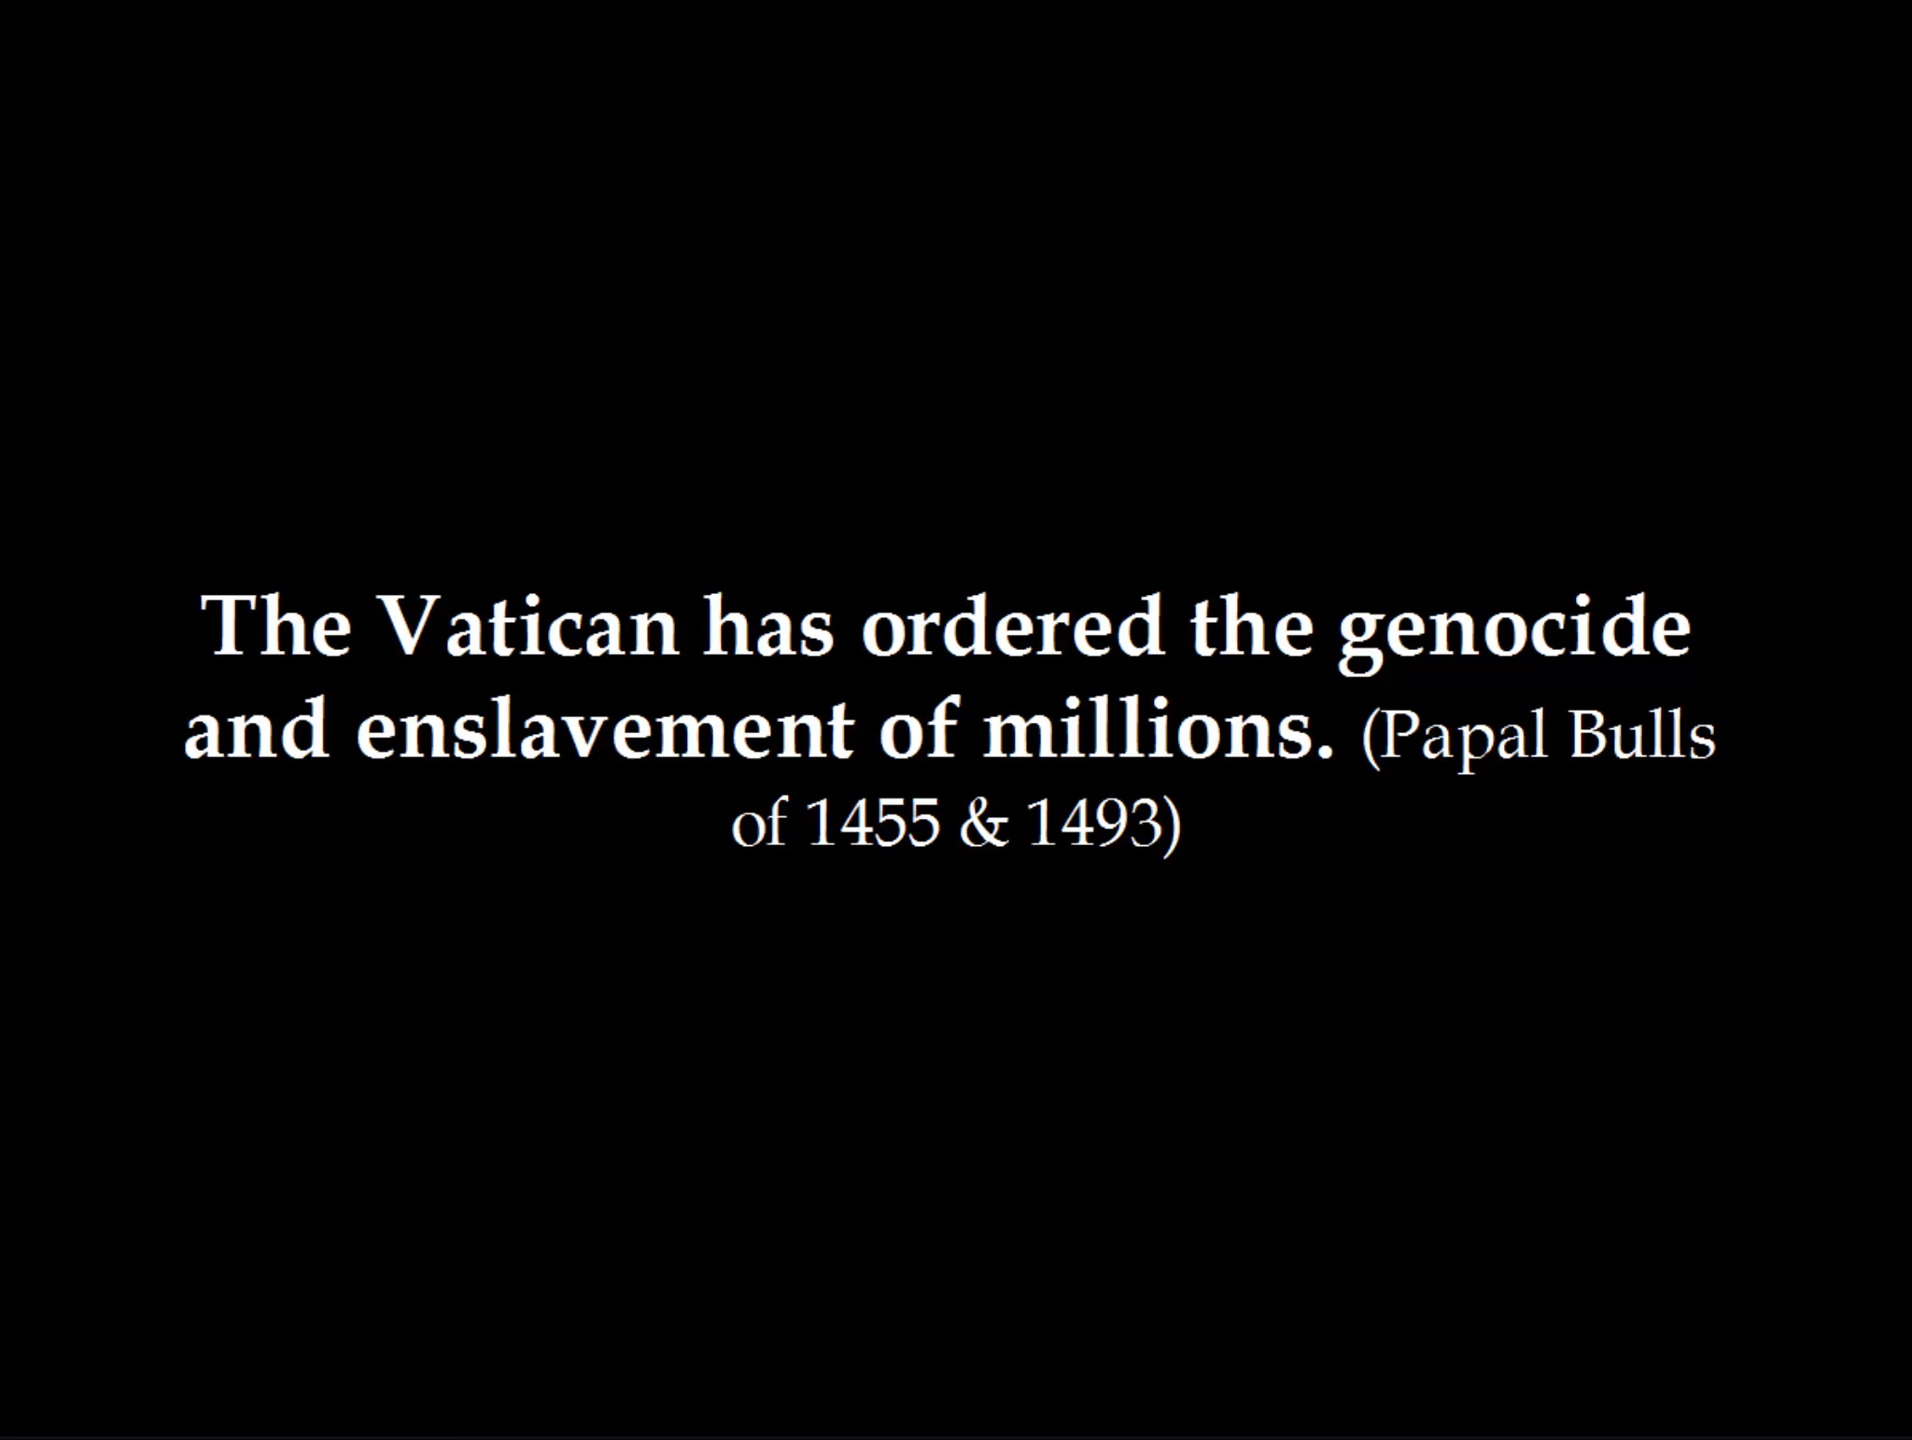 The Vatican has ordered the genocide
and enslavement of millions. (Papal Bulls
of 1455 & 1493)